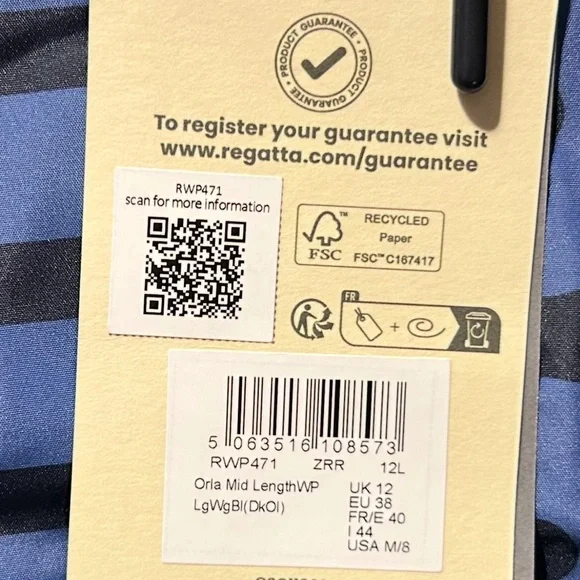 PRODUCT GUARANTEE • PRODUCT GUARANTEE •
To register your guarantee visit
www.regatta.com/guarantee
RWP471
scan for more information
FSC™
RECYCLED
Paper
FSC™ C167417
FR
+
5 063516 108573
RWP471 ZRR 12L
Orla Mid LengthWP
LgWgBl(DkOl)
UK 12
EU 38
FR/E 40
I 44
USA M/8